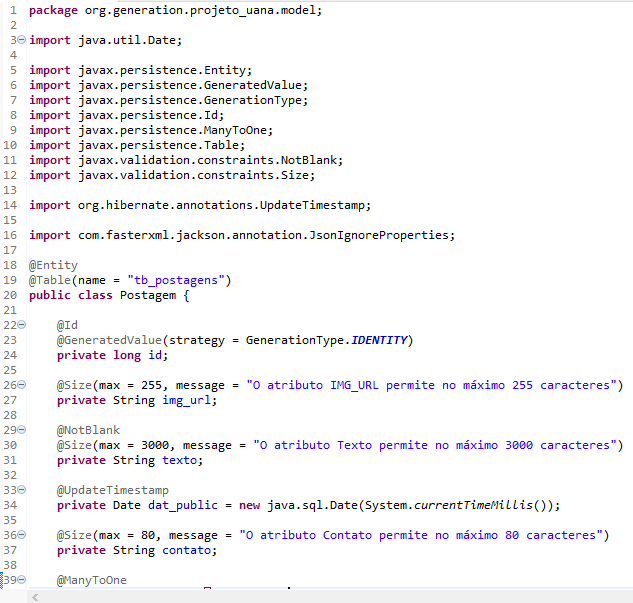 1 package org.generation.projeto_uana.model;
2
3 import java.util.Date;
4
5 import javax.persistence.Entity;
6 import javax.persistence.GeneratedValue;
7 import javax.persistence.GenerationType;
8 import javax.persistence.Id;
9 import javax.persistence.ManyToOne;
10 import javax.persistence.Table;
11 import javax.validation.constraints.NotBlank;
12 import javax.validation.constraints.Size;
13
14 import org.hibernate.annotations.UpdateTimestamp;
15
16 import com.fasterxml.jackson.annotation.JsonIgnoreProperties;
17
18 @Entity
19 @Table(name = "tb_postagens")
20 public class Postagem {
21
22 @Id
23 @GeneratedValue(strategy = GenerationType.IDENTITY)
24 private long id;
25
26 @Size(max = 255, message = "O atributo IMG_URL permite no máximo 255 caracteres")
27 private String img_url;
28
29 @NotBlank
30 @Size(max = 3000, message = "O atributo Texto permite no máximo 3000 caracteres")
31 private String texto;
32
33 @UpdateTimestamp
34 private Date dat_public = new java.sql.Date(System.currentTimeMillis());
35
36 @Size(max = 80, message = "O atributo Contato permite no máximo 80 caracteres")
37 private String contato;
38
39 @ManyToOne